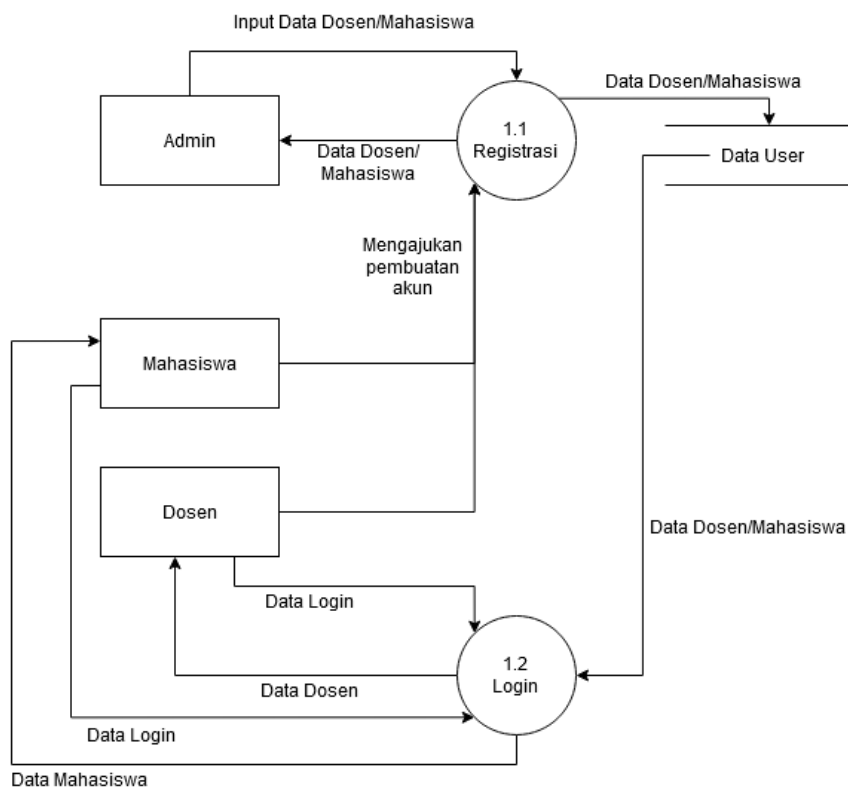 Input Data Dosen/Mahasiswa
Data Dosen/Mahasiswa
Admin
1.1
Registrasi
Data Dosen/
Mahasiswa
Data User
Mengajukan
pembuatan
akun
Mahasiswa
Dosen
Data Dosen/Mahasiswa
Data Login
1.2
Login
Data Dosen
Data Login
Data Mahasiswa